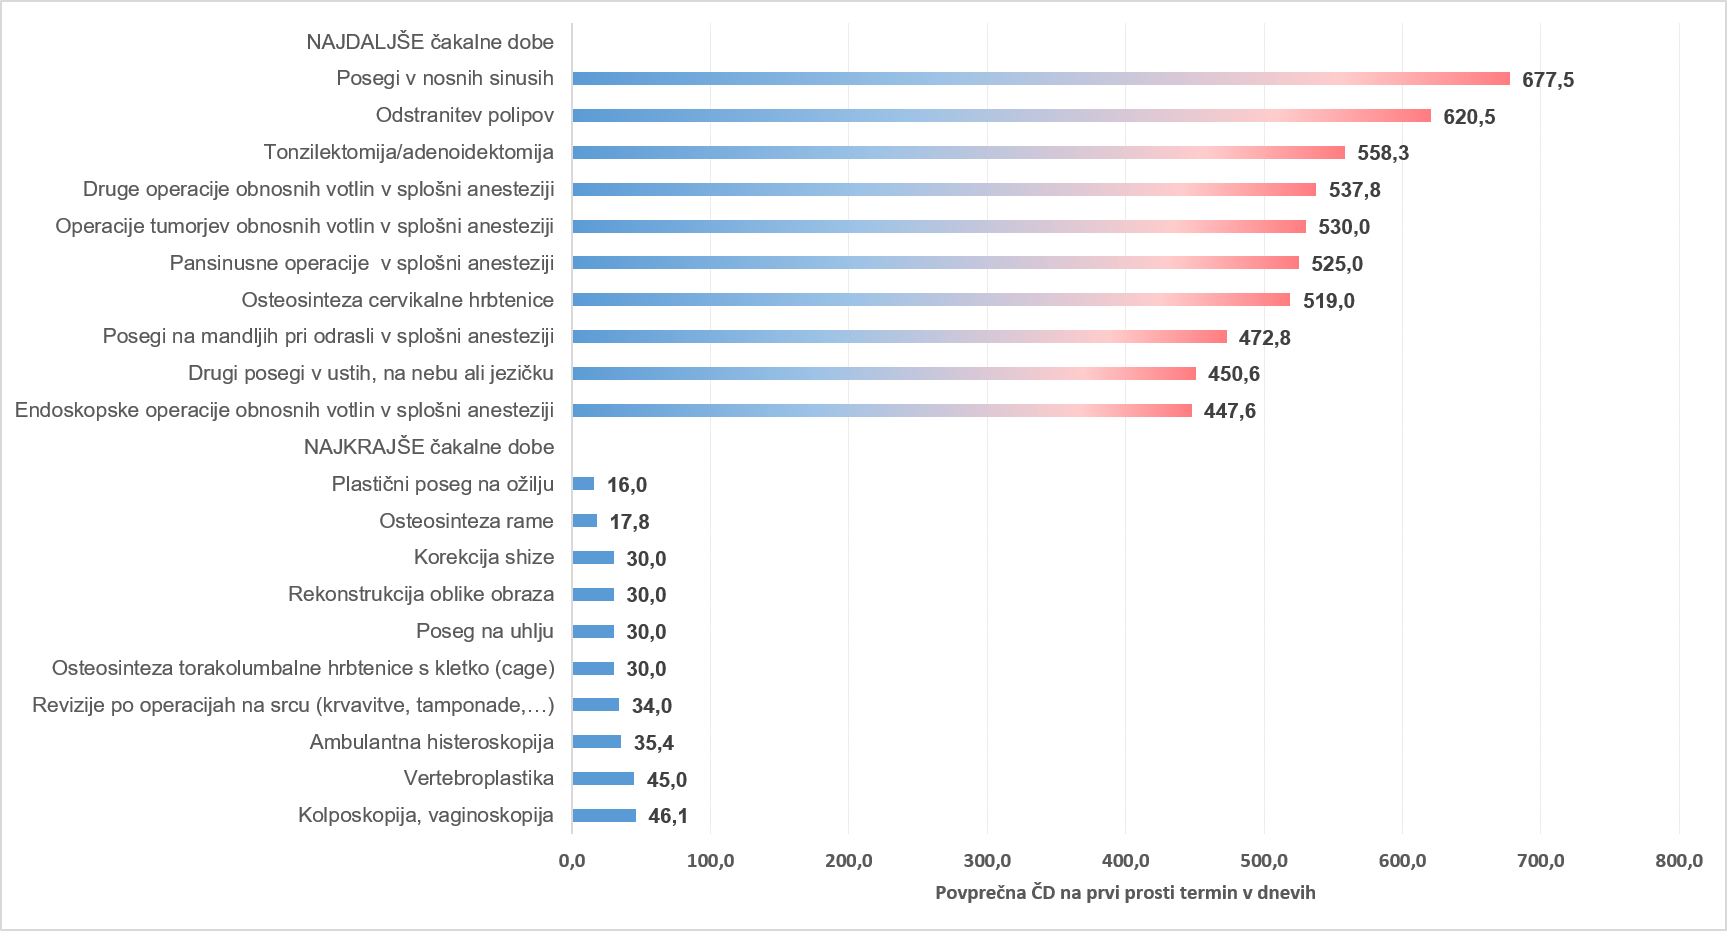 NAJDALJŠE čakalne dobe
Posegi v nosnih sinusih 677,5
Odstranitev polipov 620,5
Tonzilektomija/adenoidektomija 558,3
Druge operacije obnosnih votlin v splošni anesteziji 537,8
Operacije tumorjev obnosnih votlin v splošni anesteziji 530,0
Pansinusne operacije  v splošni anesteziji 525,0
Osteosinteza cervikalne hrbtenice 519,0
Posegi na mandljih pri odrasli v splošni anesteziji 472,8
Drugi posegi v ustih, na nebu ali jezičku 450,6
Endoskopske operacije obnosnih votlin v splošni anesteziji 447,6
NAJKRAJŠE čakalne dobe
Plastični poseg na ožilju 16,0
Osteosinteza rame 17,8
Korekcija shize 30,0
Rekonstrukcija oblike obraza 30,0
Poseg na uhlju 30,0
Osteosinteza torakolumbalne hrbtenice s kletko (cage) 30,0
Revizije po operacijah na srcu (krvavitve, tamponade,…) 34,0
Ambulantna histeroskopija 35,4
Vertebroplastika 45,0
Kolposkopija, vaginoskopija 46,1
0,0 100,0 200,0 300,0 400,0 500,0 600,0 700,0 800,0
Povprečna ČD na prvi prosti termin v dnevih